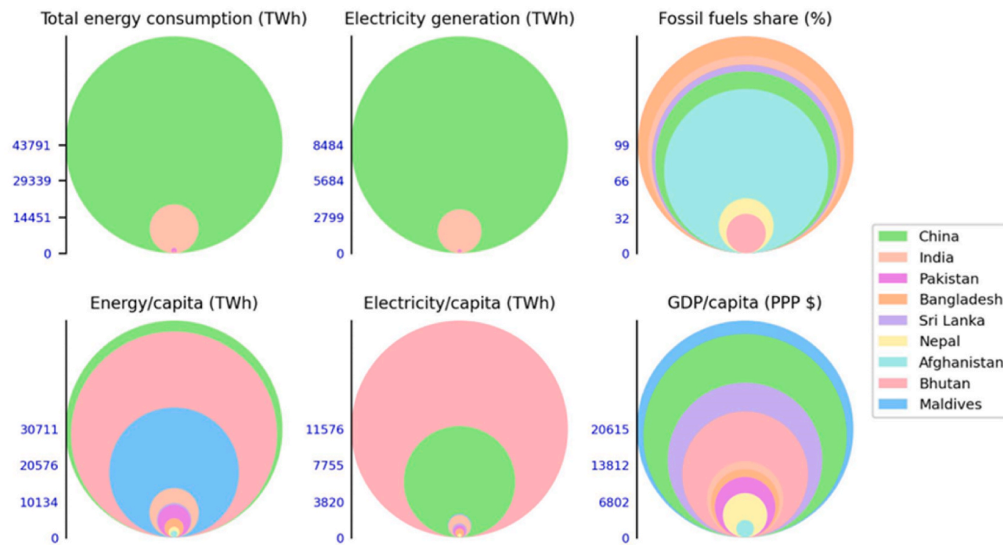 Total energy consumption (TWh)
43791
29339
14451
0
Electricity generation (TWh)
8484
5684
2799
0
Fossil fuels share (%)
99
66
32
0
Energy/capita (TWh)
30711
20576
10134
0
Electricity/capita (TWh)
11576
7755
3820
0
GDP/capita (PPP $)
20615
13812
6802
0
China
India
Pakistan
Bangladesh
Sri Lanka
Nepal
Afghanistan
Bhutan
Maldives